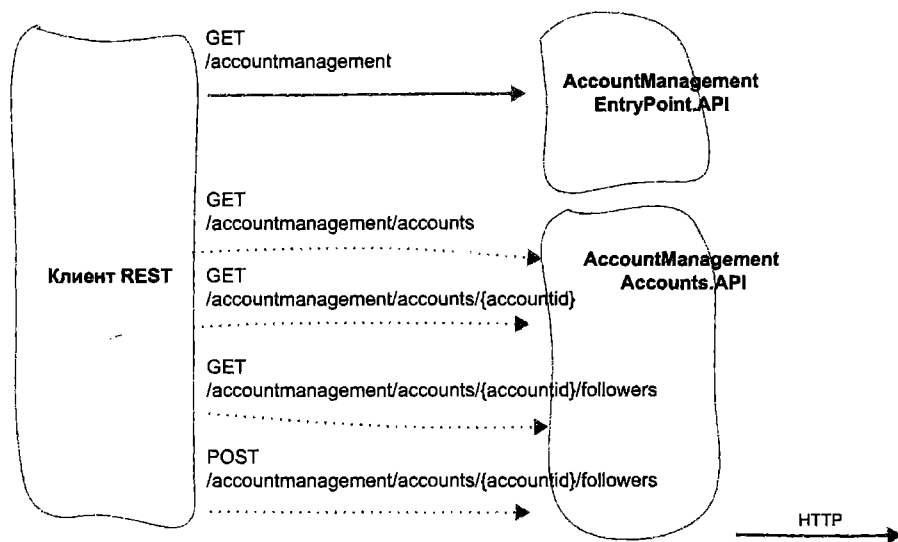 GET
/accountmanagement
AccountManagement
EntryPoint.API
GET
/accountmanagement/accounts
Клиент REST
AccountManagement
Accounts.API
GET
/accountmanagement/accounts/{accountid}
GET
/accountmanagement/accounts/{accountid}/followers
POST
/accountmanagement/accounts/{accountid}/followers
HTTP